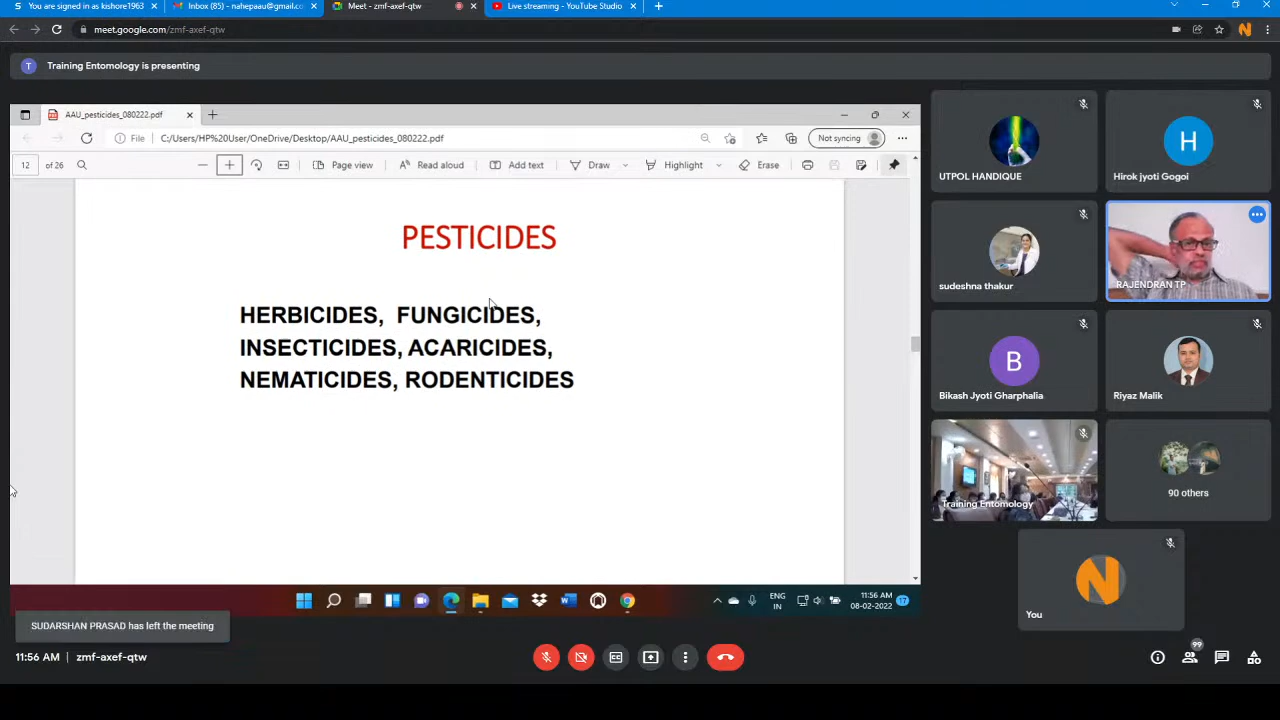 You are signed in as kishore1963
Inbox (85) - nahepaau@gmail.co
Meet - zmf-axef-qtw
Live streaming - YouTube Studio
meet.google.com/zmf-axef-qtw
T
Training Entomology is presenting
AAU_pesticides_080222.pdf
File
C:/Users/HP%20User/OneDrive/Desktop/AAU_pesticides_080222.pdf
Not syncing
12 of 26
Page view
Read aloud
Add text
Draw
Highlight
Erase
PESTICIDES
HERBICIDES, FUNGICIDES,
INSECTICIDES, ACARICIDES,
NEMATICIDES, RODENTICIDES
ENG
IN
11:56 AM
08-02-2022
17
SUDARSHAN PRASAD has left the meeting
11:56 AM | zmf-axef-qtw
UTPOL HANDIQUE
H
Hirok jyoti Gogoi
sudeshna thakur
RAJENDRAN TP
B
Bikash Jyoti Gharphalia
Riyaz Malik
Training Entomology
90 others
N
You
99